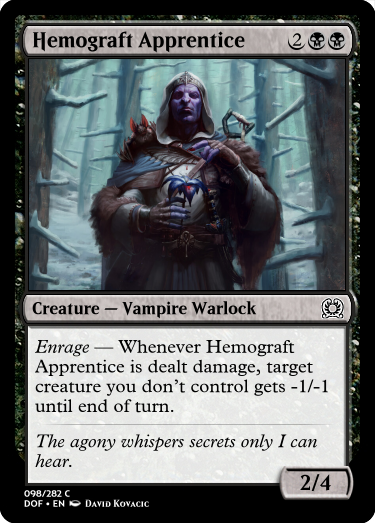 Hemograft Apprentice 2
Creature — Vampire Warlock
Enrage — Whenever Hemograft
Apprentice is dealt damage, target
creature you don't control gets -1/-1
until end of turn.
The agony whispers secrets only I can
hear.
2/4
098/282 C
DOF • EN David Kovacic